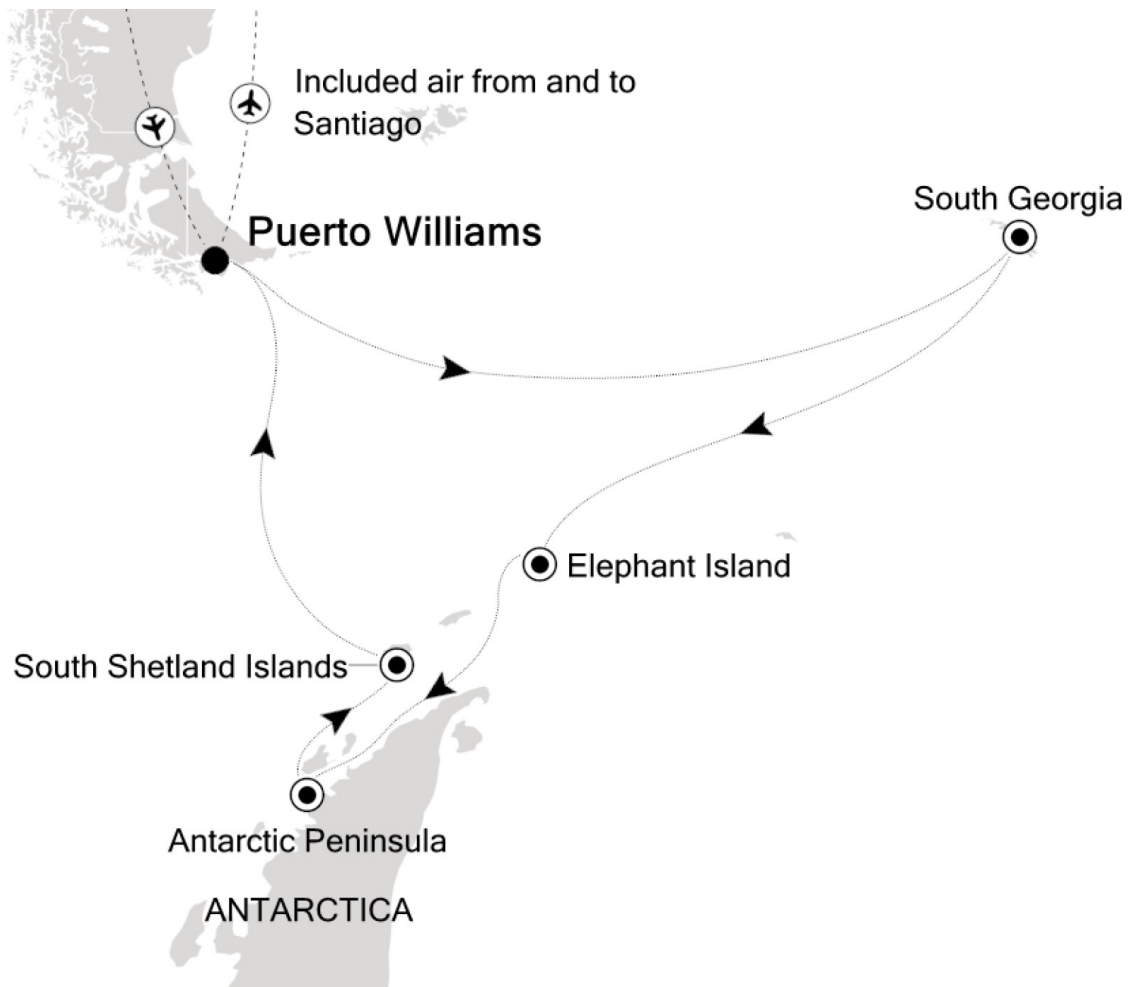 Included air from and to
Santiago
South Georgia
Puerto Williams
Elephant Island
South Shetland Islands
Antarctic Peninsula
ANTARCTICA